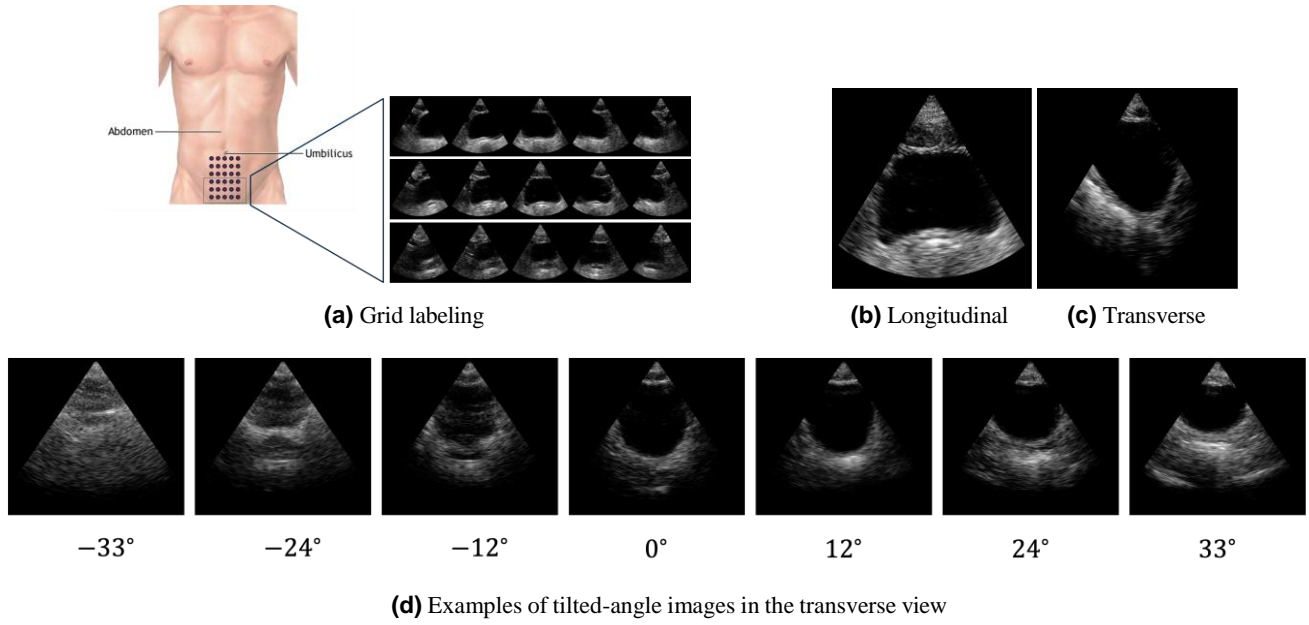 Abdomen
Umbilicus
(a) Grid labeling
(b) Longitudinal
(c) Transverse
−33°
−24°
−12°
0°
12°
24°
33°
(d) Examples of tilted-angle images in the transverse view